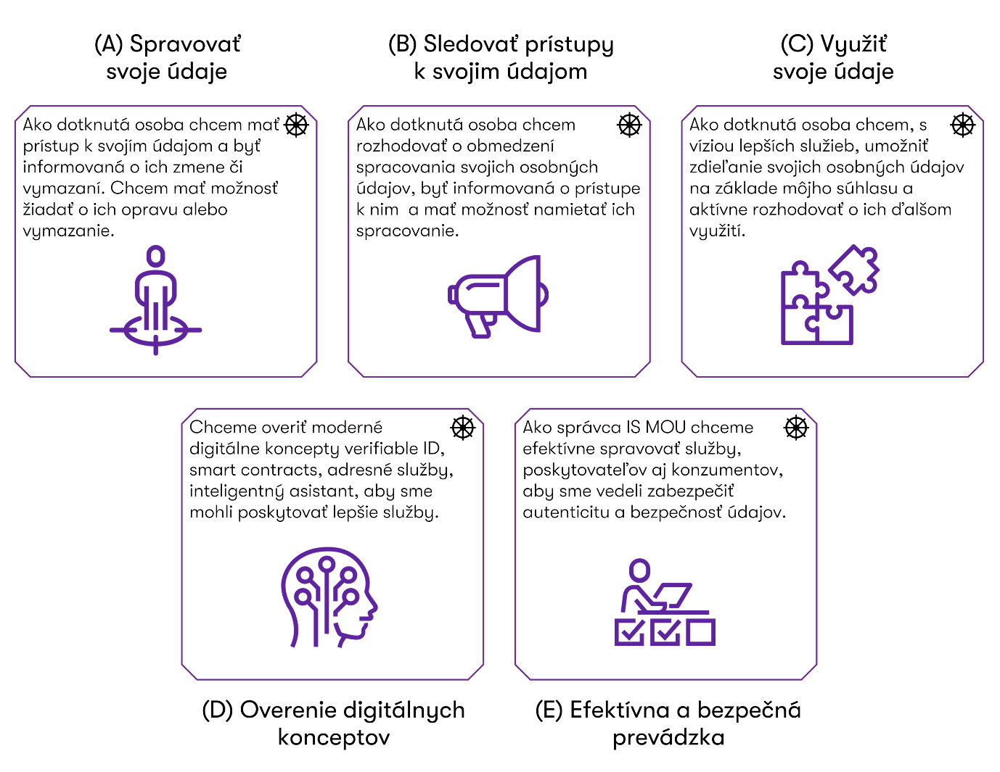 (A) Spravovať
svoje údaje
Ako dotknutá osoba chcem mať
prístup k svojím údajom a byť
informovaná o ich zmene či
vymazaní. Chcem mať možnosť
žiadať o ich opravu alebo
vymazanie.
(B) Sledovať prístupy
k svojim údajom
Ako dotknutá osoba chcem
rozhodovať o obmedzení
spracovania svojich osobných
údajov, byť informovaná o prístupe
k nim  a mať možnosť namietať ich
spracovanie.
(C) Využiť
svoje údaje
Ako dotknutá osoba chcem, s
víziou lepších služieb, umožniť
zdieľanie svojich osobných údajov
na základe môjho súhlasu a
aktívne rozhodovať o ich ďalšom
využití.
Chceme overiť moderné
digitálne koncepty verifiable ID,
smart contracts, adresné služby,
inteligentný asistant, aby sme
mohli poskytovať lepšie služby.
(D) Overenie digitálnych
konceptov
Ako správca IS MOU chceme
efektívne spravovať služby,
poskytovateľov aj konzumentov,
aby sme vedeli zabezpečiť
autenticitu a bezpečnosť údajov.
(E) Efektívna a bezpečná
prevádzka